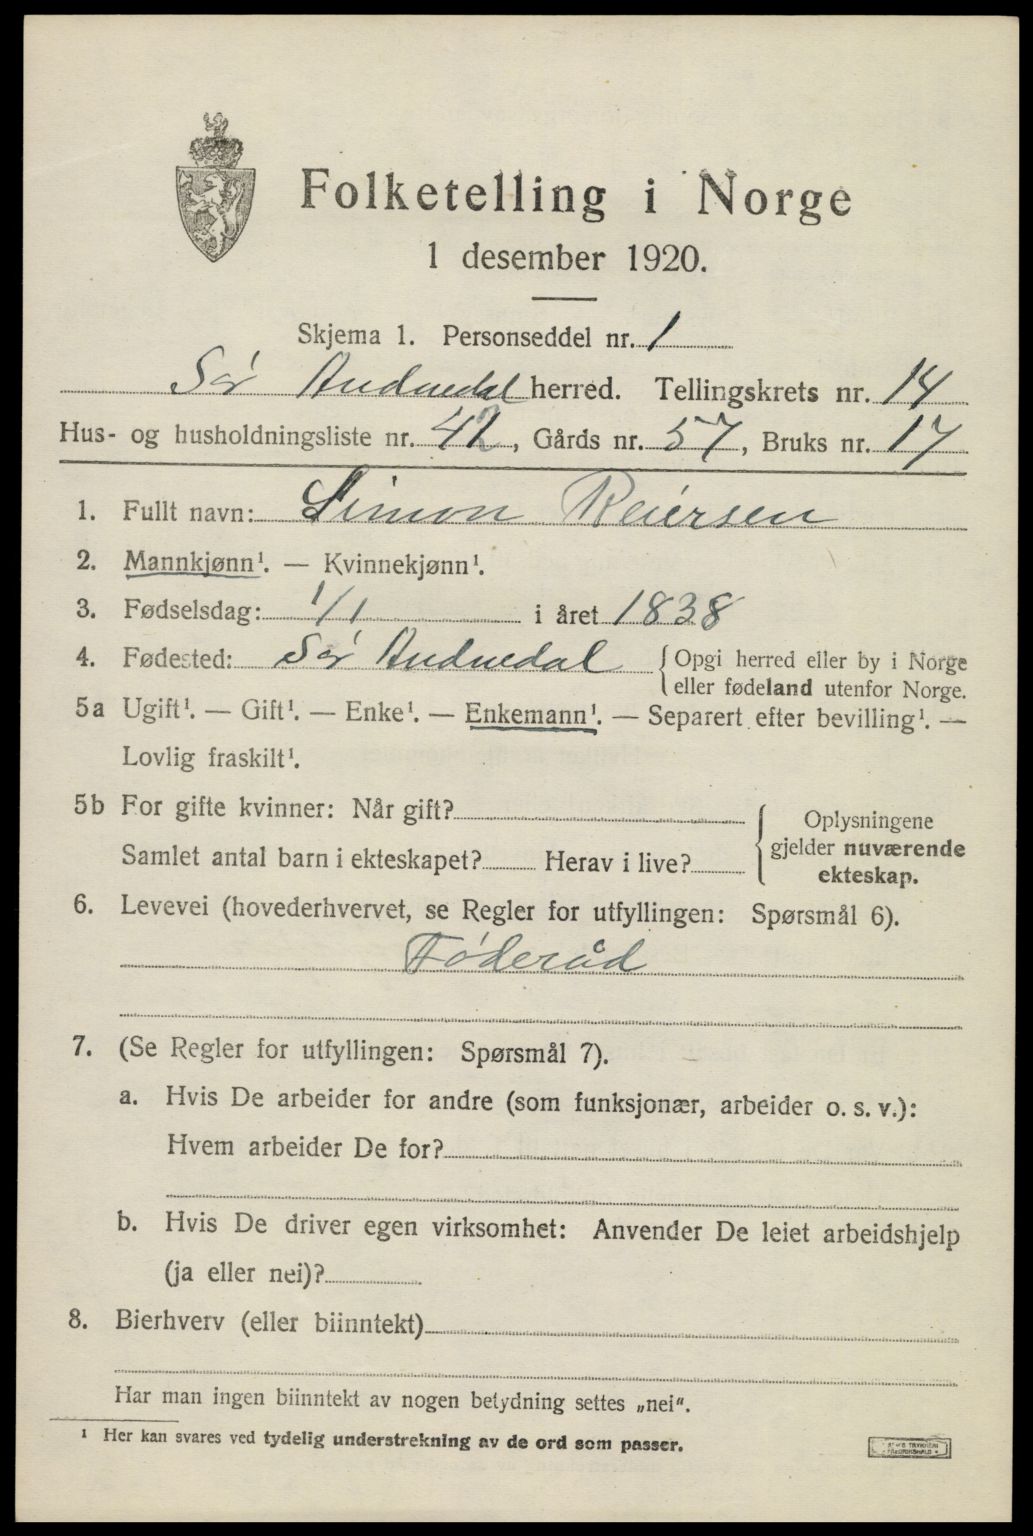 Folketelling i Norge
1 desember 1920.
Skjema 1. Personseddel nr. 1
Sør Audnedal herred. Tellingskrets nr. 14
Hus- og husholdningsliste nr. 42, Gårds nr. 57, Bruks nr. 17
1. Fullt navn: Simon Reiersen
2. Mannkjønn¹. — Kvinnekjønn¹.
3. Fødselsdag: 1/1 i året 1838
4. Fødested: Sør Audnedal {Opgi herred eller by i Norge
eller fødeland utenfor Norge.
5a Ugift¹. — Gift¹. — Enke¹. — Enkemann¹. — Separert efter bevilling¹. —
Lovlig fraskilt¹.
5b For gifte kvinner: Når gift?
Samlet antal barn i ekteskapet? Herav i live?
Oplysningene
gjelder nuværende
ekteskap.
6. Levevei (hovederhvervet, se Regler for utfyllingen: Spørsmål 6).
Føderåd
7. (Se Regler for utfyllingen: Spørsmål 7).
a. Hvis De arbeider for andre (som funksjonær, arbeider o. s. v.):
Hvem arbeider De for?
b. Hvis De driver egen virksomhet: Anvender De leiet arbeidshjelp
(ja eller nei)?
8. Bierhverv (eller biinntekt)
Har man ingen biinntekt av nogen betydning settes „nei".
¹ Her kan svares ved tydelig understrekning av de ord som passer.